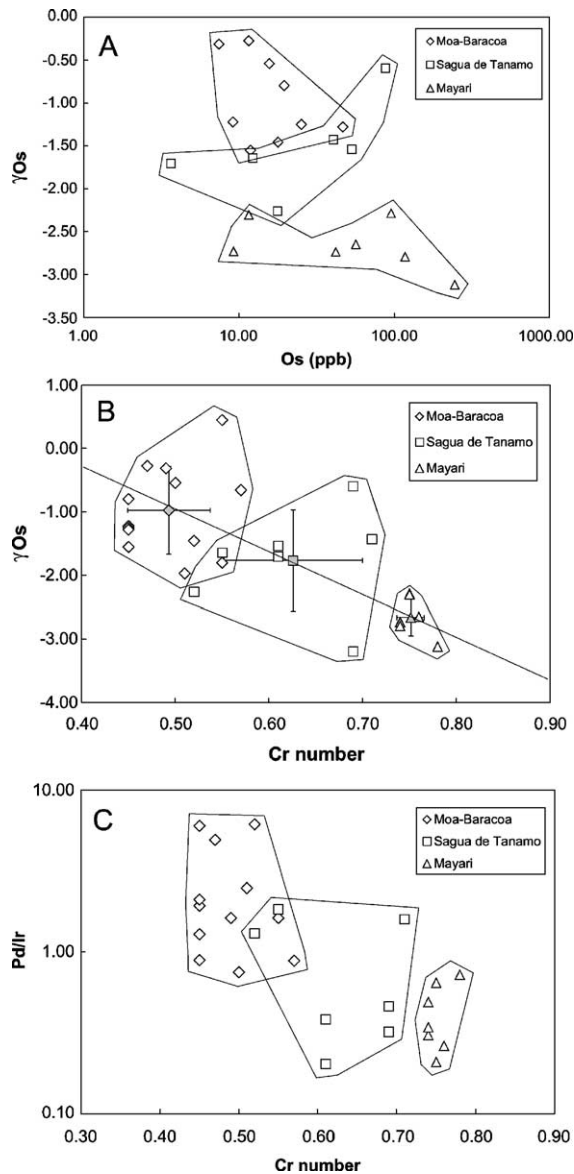 A
◇ Moa-Baracoa
□ Sagua de Tanamo
△ Mayari
0.00
-0.50
-1.00
-1.50
-2.00
-2.50
-3.00
-3.50
γOs
1.00 10.00 100.00 1000.00
Os (ppb)
B
◇ Moa-Baracoa
□ Sagua de Tanamo
△ Mayari
1.00
0.00
-1.00
-2.00
-3.00
-4.00
γOs
0.40 0.50 0.60 0.70 0.80 0.90
Cr number
C
◇ Moa-Baracoa
□ Sagua de Tanamo
△ Mayari
10.00
1.00
0.10
Pd/Ir
0.30 0.40 0.50 0.60 0.70 0.80 0.90
Cr number